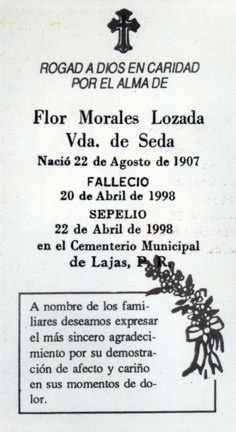 ROGAD A DIOS EN CARIDAD
POR EL ALMA DE
Flor Morales Lozada
Vda. de Seda
Nació 22 de Agosto de 1907
FALLECIO
20 de Abril de 1998
SEPELIO
22 de Abril de 1998
en el Cementerio Municipal
de Lajas, P. R.
A nombre de los fami-
liares deseamos expresar
el más sincero agradeci-
miento por su demostra-
ción de afecto y cariño
en sus momentos de do-
lor.